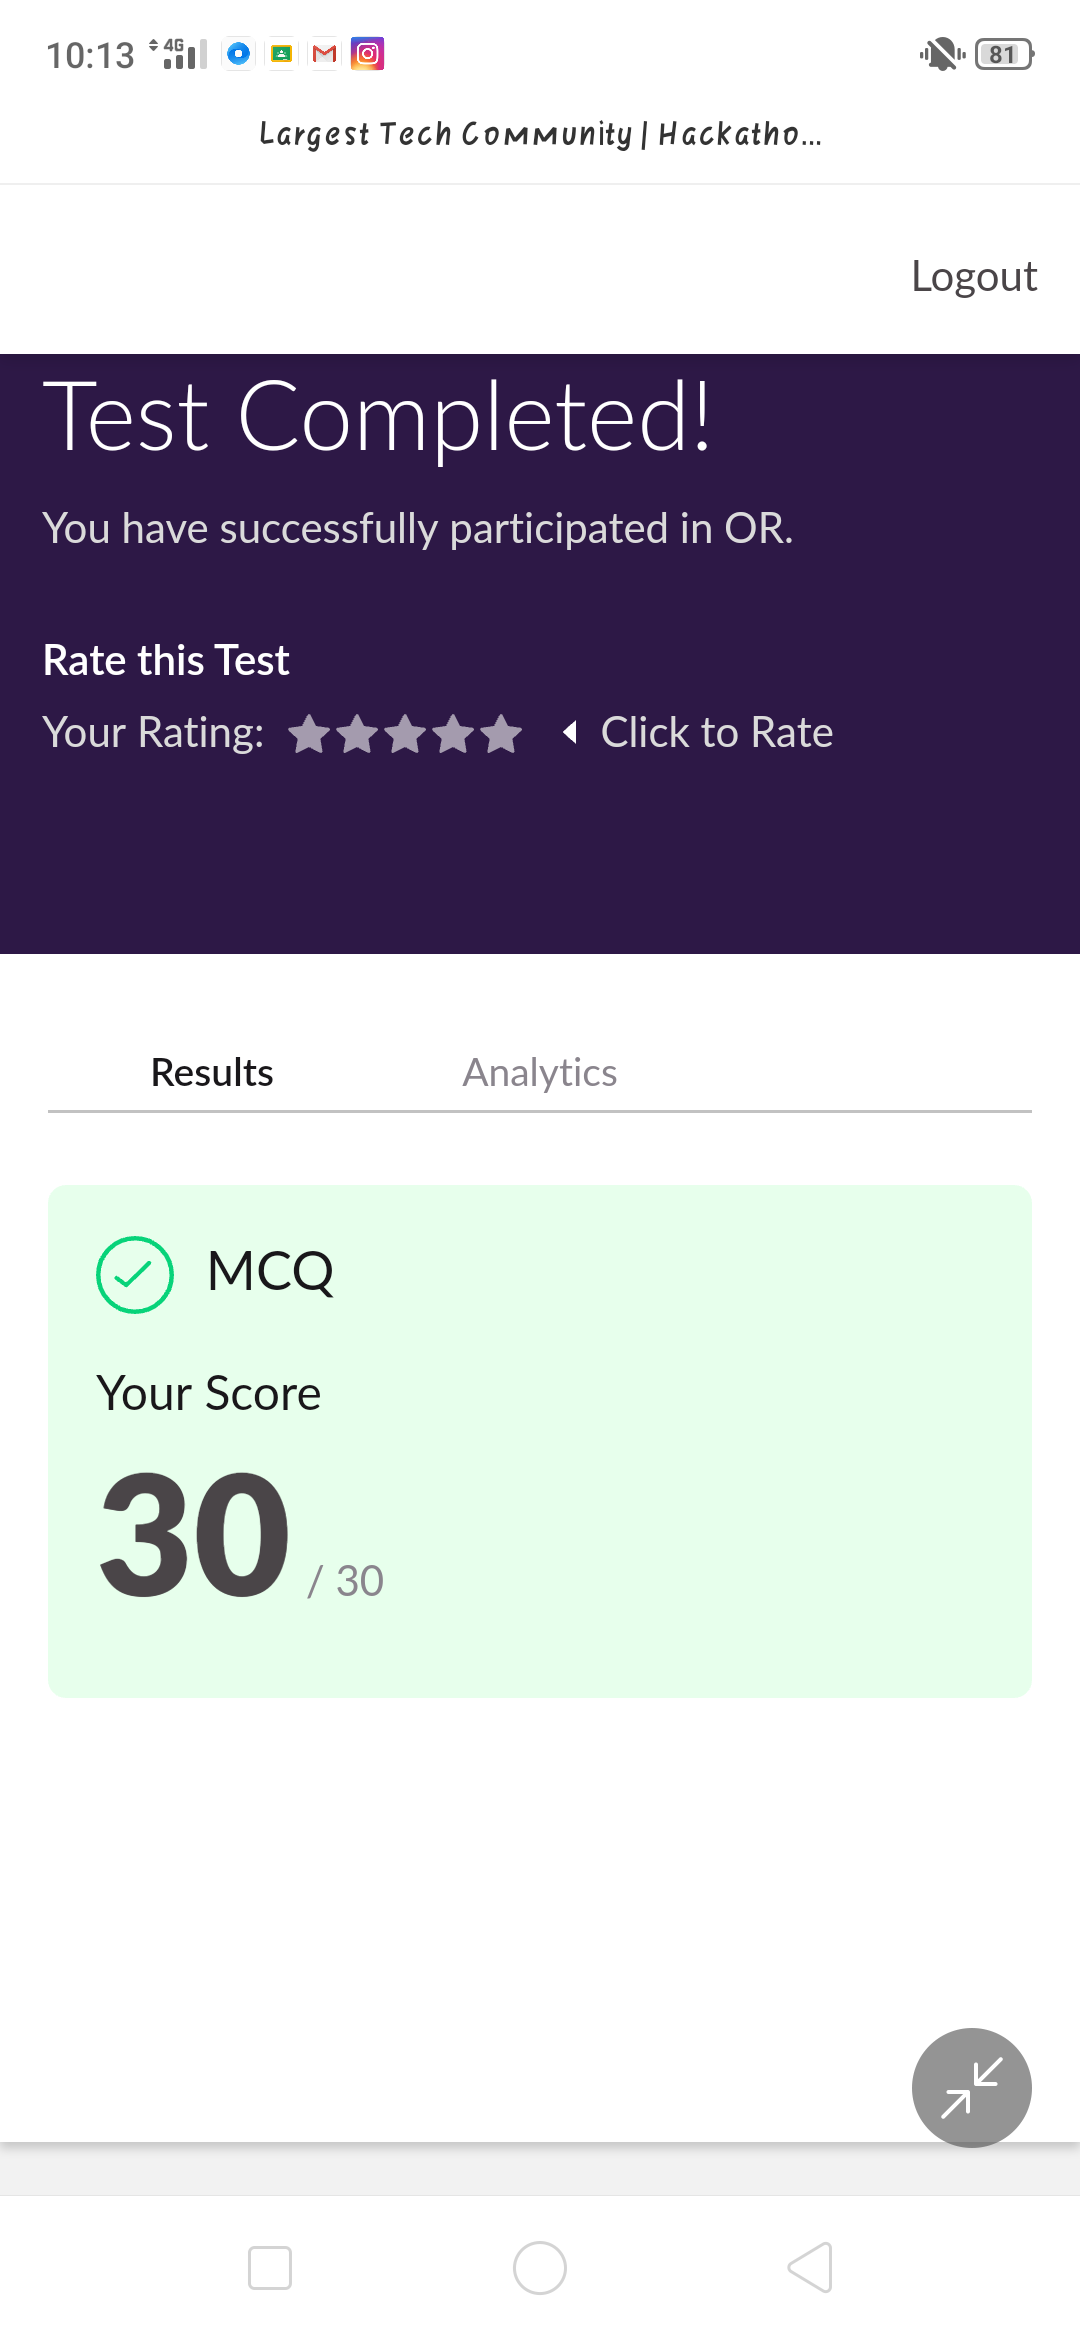 10:13 4G 81
Largest Tech Community | Hackatho...
Logout
Test Completed!
You have successfully participated in OR.
Rate this Test
Your Rating: Click to Rate
Results Analytics
MCQ
Your Score
30 / 30